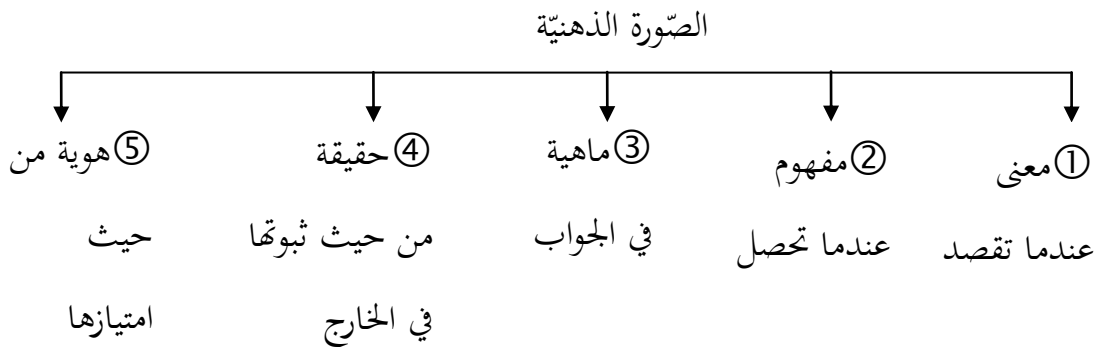 الصّورة الذهنيّة
①معنى ②مفهوم ③ماهية ④حقيقة ⑤هوية من
عندما تقصد عندما تحصل في الجواب من حيث ثبوتها حيث
في الخارج امتيازها